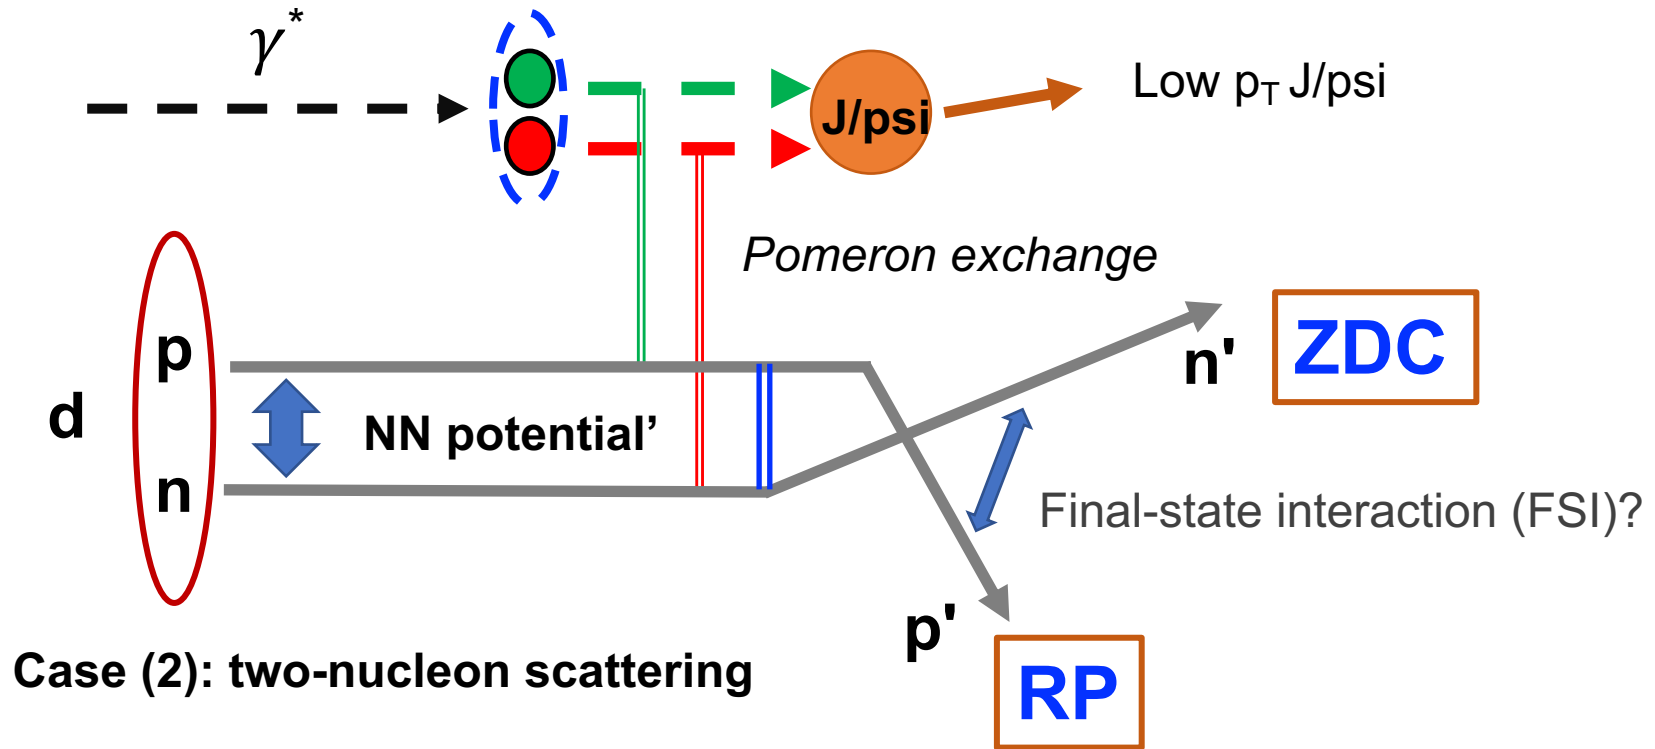 γ*
J/psi
Low pT J/psi
Pomeron exchange
p
n'
ZDC
d
NN potential’
n
Final-state interaction (FSI)?
p'
Case (2): two-nucleon scattering
RP